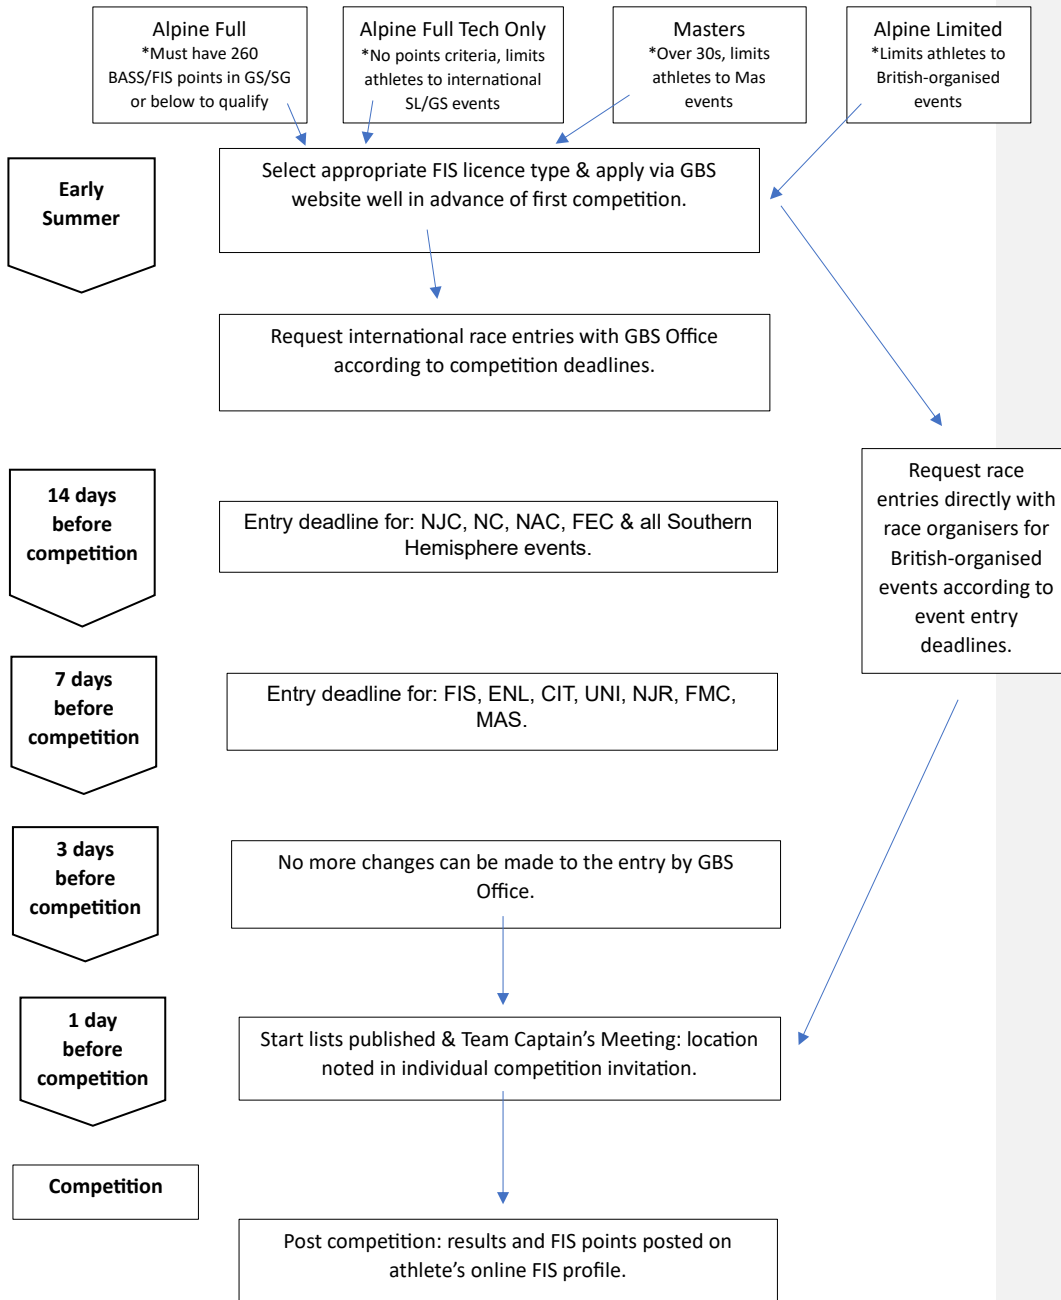 Alpine Full
*Must have 260
BASS/FIS points in GS/SG
or below to qualify
Alpine Full Tech Only
*No points criteria, limits
athletes to international
SL/GS events
Masters
*Over 30s, limits
athletes to Mas
events
Alpine Limited
*Limits athletes to
British-organised
events
Early
Summer
Select appropriate FIS licence type & apply via GBS
website well in advance of first competition.
Request international race entries with GBS Office
according to competition deadlines.
14 days
before
competition
Entry deadline for: NJC, NC, NAC, FEC & all Southern
Hemisphere events.
Request race
entries directly with
race organisers for
British-organised
events according to
event entry
deadlines.
7 days
before
competition
Entry deadline for: FIS, ENL, CIT, UNI, NJR, FMC,
MAS.
3 days
before
competition
No more changes can be made to the entry by GBS
Office.
1 day
before
competition
Start lists published & Team Captain’s Meeting: location
noted in individual competition invitation.
Competition
Post competition: results and FIS points posted on
athlete’s online FIS profile.